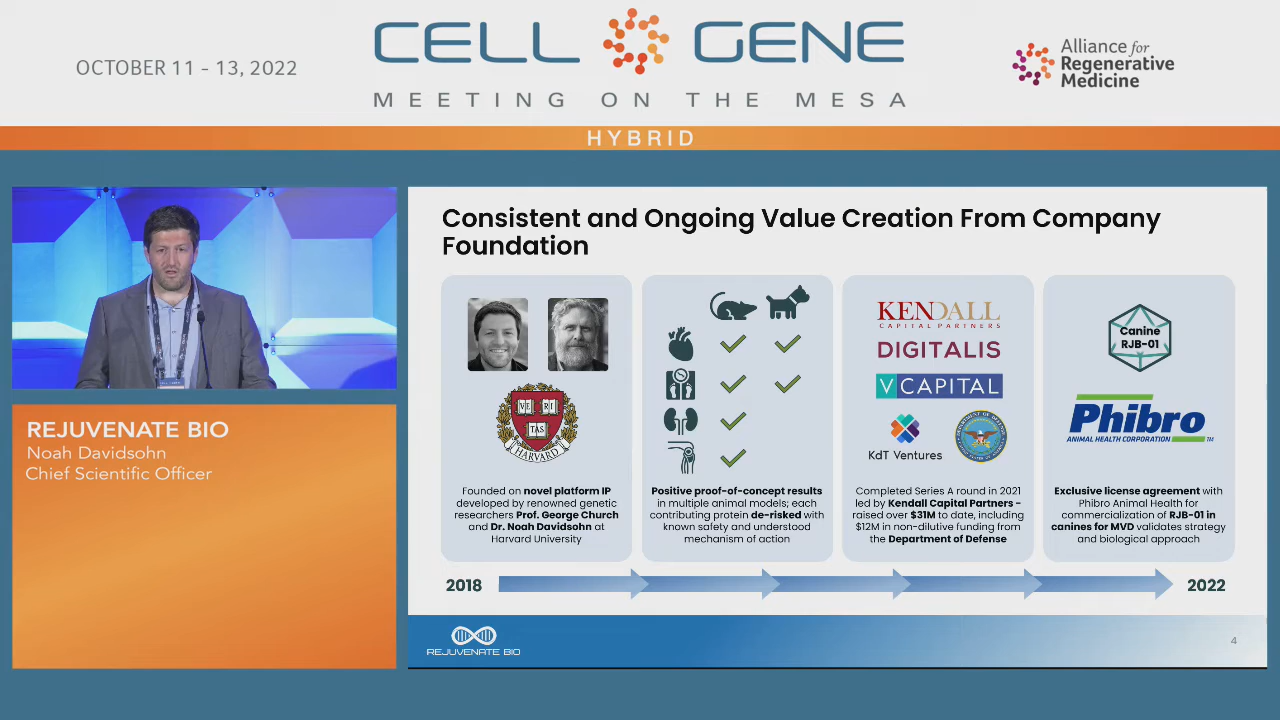 OCTOBER 11 - 13, 2022
CELL GENE
MEETING ON THE MESA
Alliance for
Regenerative
Medicine
HYBRID
REJUVENATE BIO
Noah Davidsohn
Chief Scientific Officer
Consistent and Ongoing Value Creation From Company
Foundation
VE RI
TAS
HARVARD
Founded on novel platform IP
developed by renowned genetic
researchers Prof. George Church
and Dr. Noah Davidsohn at
Harvard University
Positive proof-of-concept results
in multiple animal models; each
contributing protein de-risked with
known safety and understood
mechanism of action
KENDALL
CAPITAL PARTNERS
DIGITALIS
V CAPITAL
KdT Ventures
Completed Series A round in 2021
led by Kendall Capital Partners -
raised over $31M to date, including
$12M in non-dilutive funding from
the Department of Defense
Canine
RJB-01
Phibro
ANIMAL HEALTH CORPORATION TM
Exclusive license agreement with
Phibro Animal Health for
commercialization of RJB-01 in
canines for MVD validates strategy
and biological approach
2018
2022
REJUVENATE BIO
4